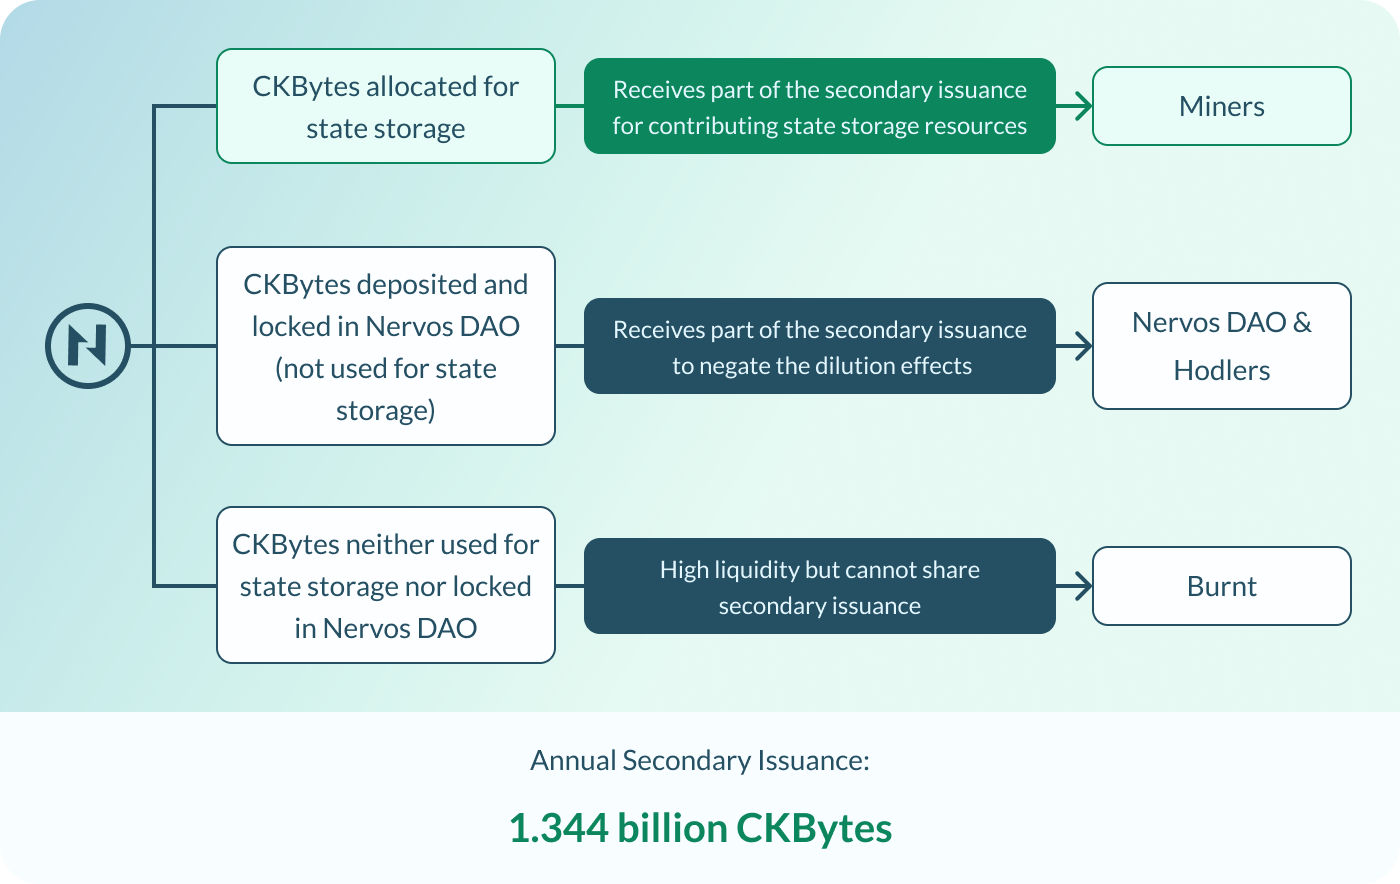 CKBytes allocated for
state storage
Receives part of the secondary issuance
for contributing state storage resources
Miners
CKBytes deposited and
locked in Nervos DAO
(not used for state
storage)
Receives part of the secondary issuance
to negate the dilution effects
Nervos DAO &
Hodlers
CKBytes neither used for
state storage nor locked
in Nervos DAO
High liquidity but cannot share
secondary issuance
Burnt
Annual Secondary Issuance:
1.344 billion CKBytes